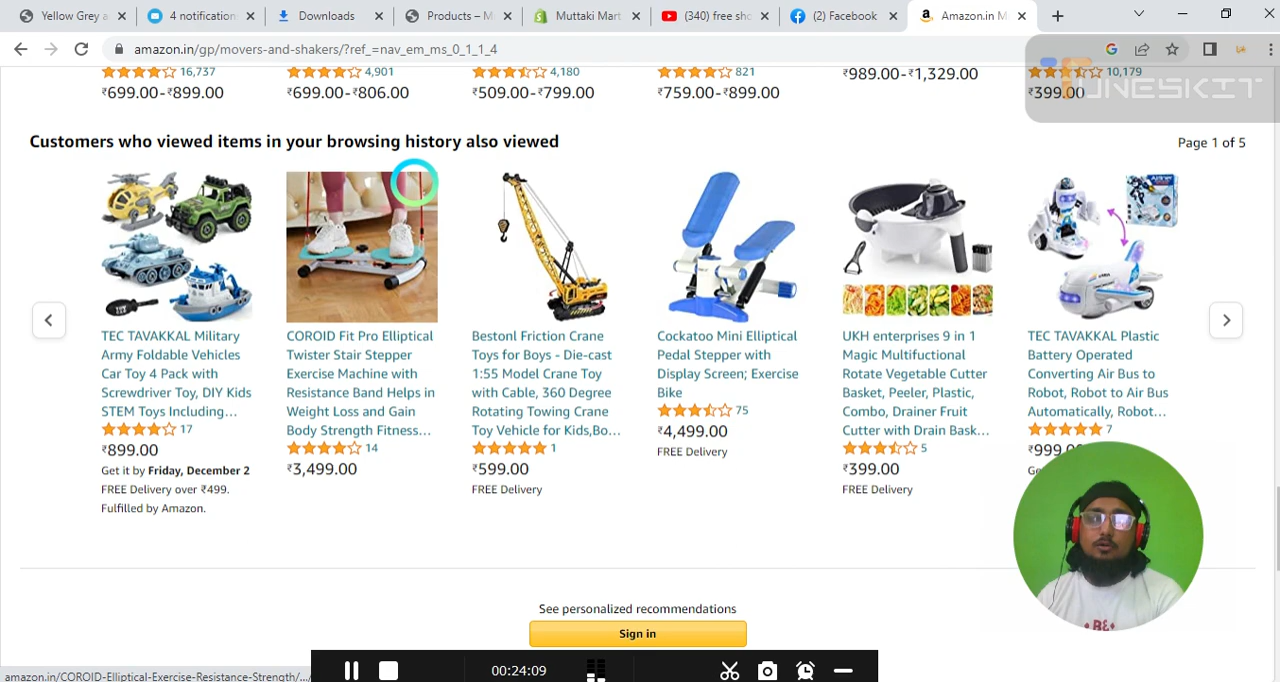 Yellow Grey a
4 notification
Downloads
Products – M
Muttaki Mart
(340) free sho
(2) Facebook
Amazon.in M
amazon.in/gp/movers-and-shakers/?ref_=nav_em_ms_0_1_1_4
TUNESKIT
16,737
4,901
4,180
821
₹989.00-₹1,329.00
10,179
₹699.00-₹899.00
₹699.00-₹806.00
₹509.00-₹799.00
₹759.00-₹899.00
₹399.00
Customers who viewed items in your browsing history also viewed
Page 1 of 5
TEC TAVAKKAL Military
Army Foldable Vehicles
Car Toy 4 Pack with
Screwdriver Toy, DIY Kids
STEM Toys Including...
17
₹899.00
Get it by Friday, December 2
FREE Delivery over ₹499.
Fulfilled by Amazon.
COROID Fit Pro Elliptical
Twister Stair Stepper
Exercise Machine with
Resistance Band Helps in
Weight Loss and Gain
Body Strength Fitness...
14
₹3,499.00
Bestonl Friction Crane
Toys for Boys - Die-cast
1:55 Model Crane Toy
with Cable, 360 Degree
Rotating Towing Crane
Toy Vehicle for Kids,Bo...
1
₹599.00
FREE Delivery
Cockatoo Mini Elliptical
Pedal Stepper with
Display Screen; Exercise
Bike
75
₹4,499.00
FREE Delivery
UKH enterprises 9 in 1
Magic Multifuctional
Rotate Vegetable Cutter
Basket, Peeler, Plastic,
Combo, Drainer Fruit
Cutter with Drain Bask...
5
₹399.00
FREE Delivery
TEC TAVAKKAL Plastic
Battery Operated
Converting Air Bus to
Robot, Robot to Air Bus
Automatically, Robot...
7
₹999.0
Ge
See personalized recommendations
Sign in
00:24:09
amazon.in/COROID-Elliptical-Exercise-Resistance-Strength/...